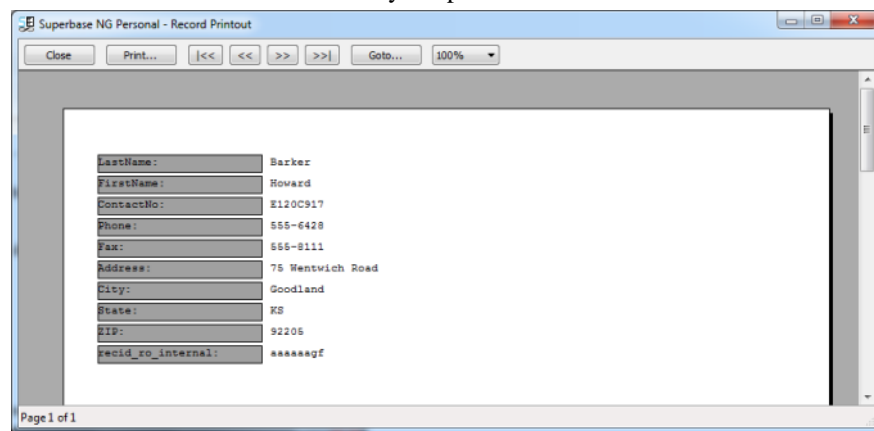 Superbase NG Personal - Record Printout
Close Print... |<< << >> >>| Goto... 100%
LastName: Barker
FirstName: Howard
ContactNo: E120C917
Phone: 555-6428
Fax: 555-8111
Address: 75 Wentwich Road
City: Goodland
State: KS
ZIP: 92205
recid_ro_internal: aaaaaagf
Page 1 of 1